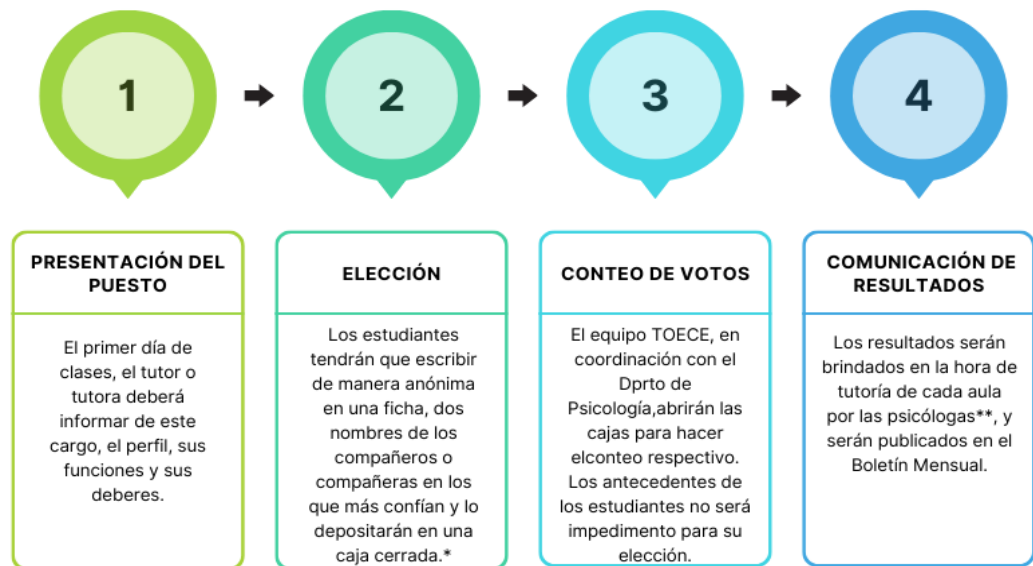 1
2
3
4
PRESENTACIÓN DEL
PUESTO
El primer día de
clases, el tutor o
tutora deberá
informar de este
cargo, el perfil, sus
funciones y sus
deberes.
ELECCIÓN
Los estudiantes
tendrán que escribir
de manera anónima
en una ficha, dos
nombres de los
compañeros o
compañeras en los
que más confían y lo
depositarán en una
caja cerrada.*
CONTEO DE VOTOS
El equipo TOECE, en
coordinación con el
Dprto de
Psicología,abrirán las
cajas para hacer
elconteo respectivo.
Los antecedentes de
los estudiantes no será
impedimento para su
elección.
COMUNICACIÓN DE
RESULTADOS
Los resultados serán
brindados en la hora de
tutoría de cada aula
por las psicólogas**, y
serán publicados en el
Boletín Mensual.